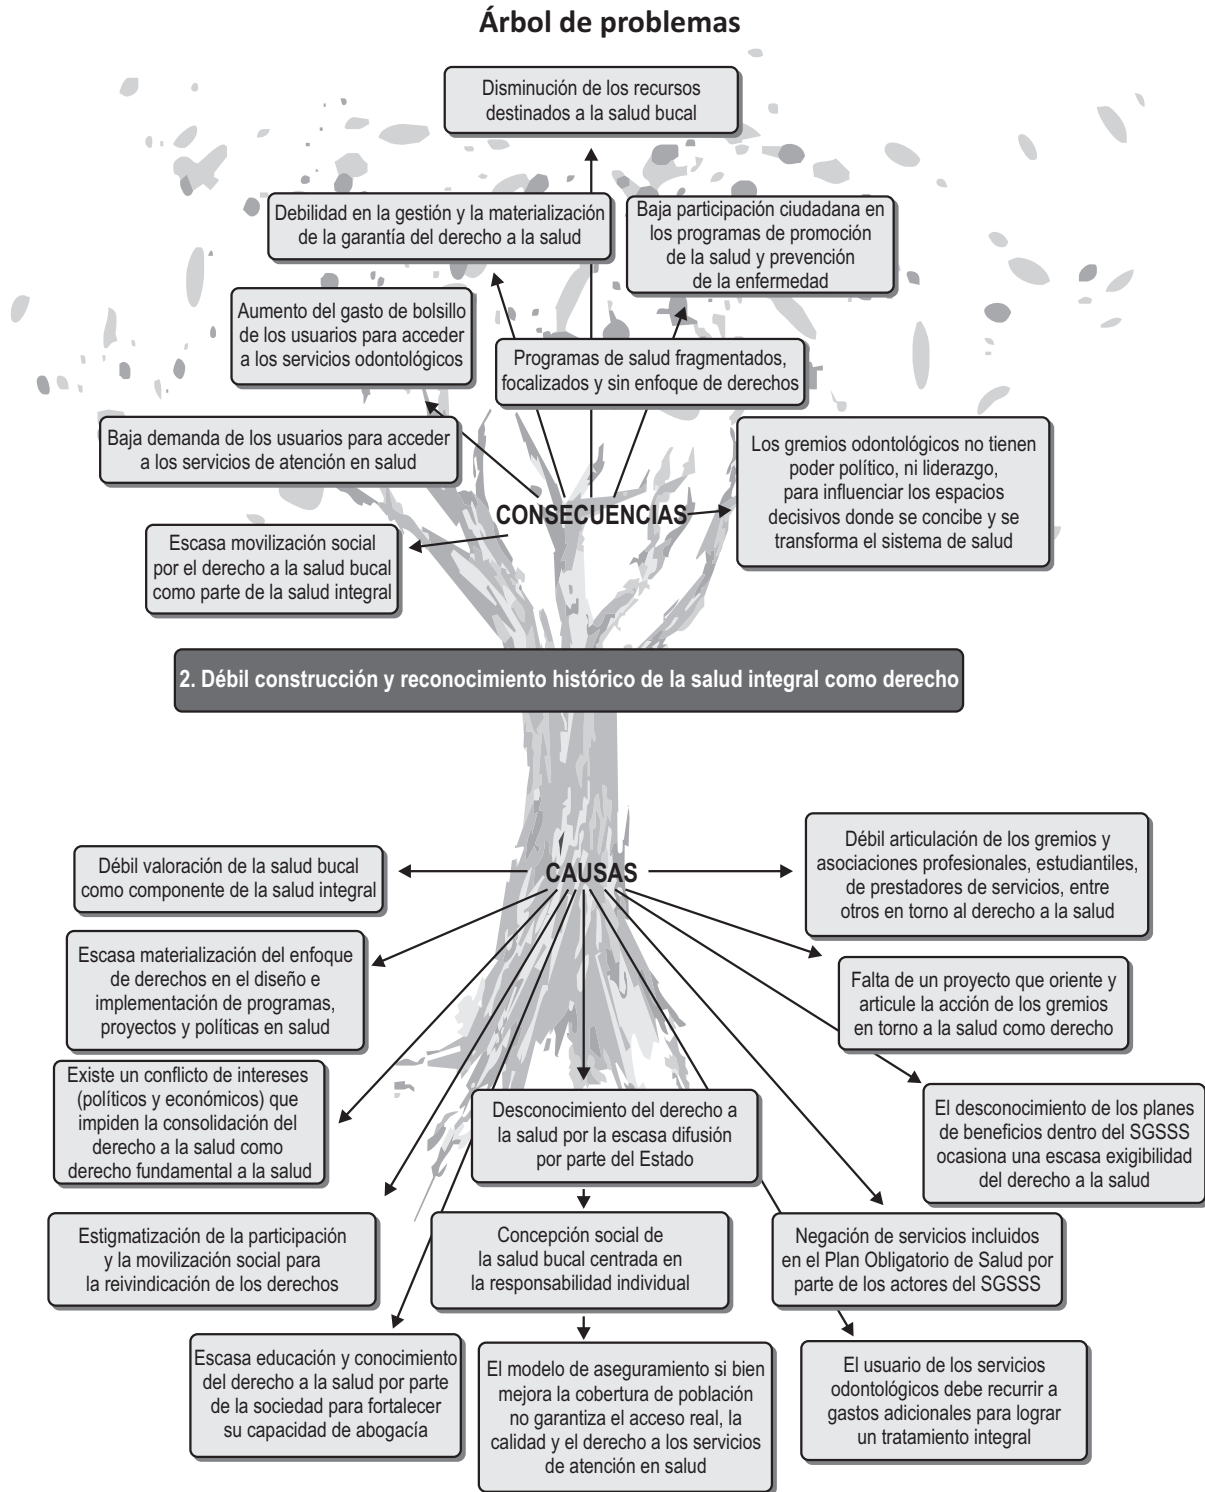 Árbol de problemas
Disminución de los recursos
destinados a la salud bucal
Debilidad en la gestión y la materialización
de la garantía del derecho a la salud
Baja participación ciudadana en
los programas de promoción
de la salud y prevención
de la enfermedad
Aumento del gasto de bolsillo
de los usuarios para acceder
a los servicios odontológicos
Programas de salud fragmentados,
focalizados y sin enfoque de derechos
Baja demanda de los usuarios para acceder
a los servicios de atención en salud
Los gremios odontológicos no tienen
poder político, ni liderazgo,
para influenciar los espacios
decisivos donde se concibe y se
transforma el sistema de salud
CONSECUENCIAS
Escasa movilización social
por el derecho a la salud bucal
como parte de la salud integral
2. Débil construcción y reconocimiento histórico de la salud integral como derecho
CAUSAS
Débil valoración de la salud bucal
como componente de la salud integral
Débil articulación de los gremios y
asociaciones profesionales, estudiantiles,
de prestadores de servicios, entre
otros en torno al derecho a la salud
Escasa materialización del enfoque
de derechos en el diseño e
implementación de programas,
proyectos y políticas en salud
Falta de un proyecto que oriente y
articule la acción de los gremios
en torno a la salud como derecho
Existe un conflicto de intereses
(políticos y económicos) que
impiden la consolidación del
derecho a la salud como
derecho fundamental a la salud
Desconocimiento del derecho a
la salud por la escasa difusión
por parte del Estado
El desconocimiento de los planes
de beneficios dentro del SGSSS
ocasiona una escasa exigibilidad
del derecho a la salud
Estigmatización de la participación
y la movilización social para
la reivindicación de los derechos
Concepción social de
la salud bucal centrada en
la responsabilidad individual
Negación de servicios incluidos
en el Plan Obligatorio de Salud por
parte de los actores del SGSSS
Escasa educación y conocimiento
del derecho a la salud por parte
de la sociedad para fortalecer
su capacidad de abogacía
El modelo de aseguramiento si bien
mejora la cobertura de población
no garantiza el acceso real, la
calidad y el derecho a los servicios
de atención en salud
El usuario de los servicios
odontológicos debe recurrir a
gastos adicionales para lograr
un tratamiento integral